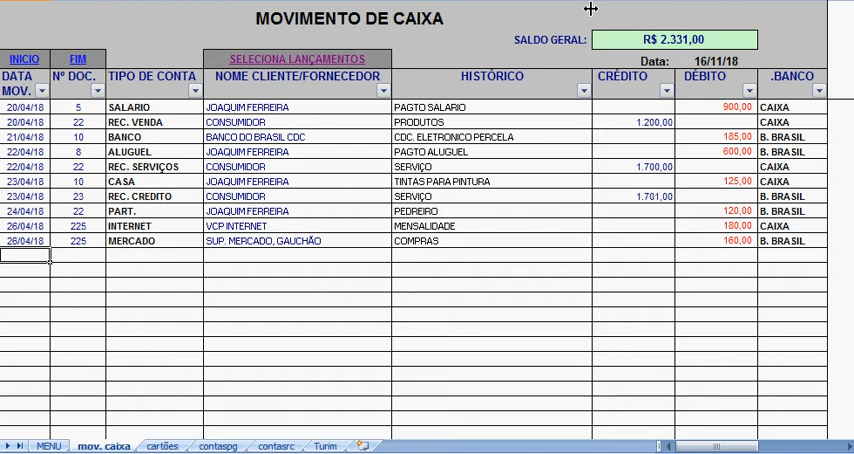 MOVIMENTO DE CAIXA
SALDO GERAL: R$ 2.331,00
Data: 16/11/18
INICIO FIM SELECIONA LANÇAMENTOS
DATA MOV. Nº DOC. TIPO DE CONTA NOME CLIENTE/FORNECEDOR HISTÓRICO CRÉDITO DÉBITO .BANCO
20/04/18 5 SALARIO JOAQUIM FERREIRA PAGTO SALARIO 900,00 CAIXA
20/04/18 22 REC. VENDA CONSUMIDOR PRODUTOS 1.200,00 CAIXA
21/04/18 10 BANCO BANCO DO BRASIL CDC CDC. ELETRONICO PERCELA 185,00 B. BRASIL
22/04/18 8 ALUGUEL JOAQUIM FERREIRA PAGTO ALUGUEL 600,00 B. BRASIL
22/04/18 22 REC. SERVIÇOS CONSUMIDOR SERVIÇO 1.700,00 CAIXA
23/04/18 10 CASA JOAQUIM FERREIRA TINTAS PARA PINTURA 125,00 CAIXA
23/04/18 23 REC. CREDITO CONSUMIDOR SERVIÇO 1.701,00 B. BRASIL
24/04/18 22 PART. JOAQUIM FERREIRA PEDREIRO 120,00 B. BRASIL
26/04/18 225 INTERNET VCP INTERNET MENSALIDADE 180,00 CAIXA
26/04/18 225 MERCADO SUP. MERCADO, GAUCHÃO COMPRAS 160,00 B. BRASIL
MENU mov. caixa cartões contaspg contasrc Turim